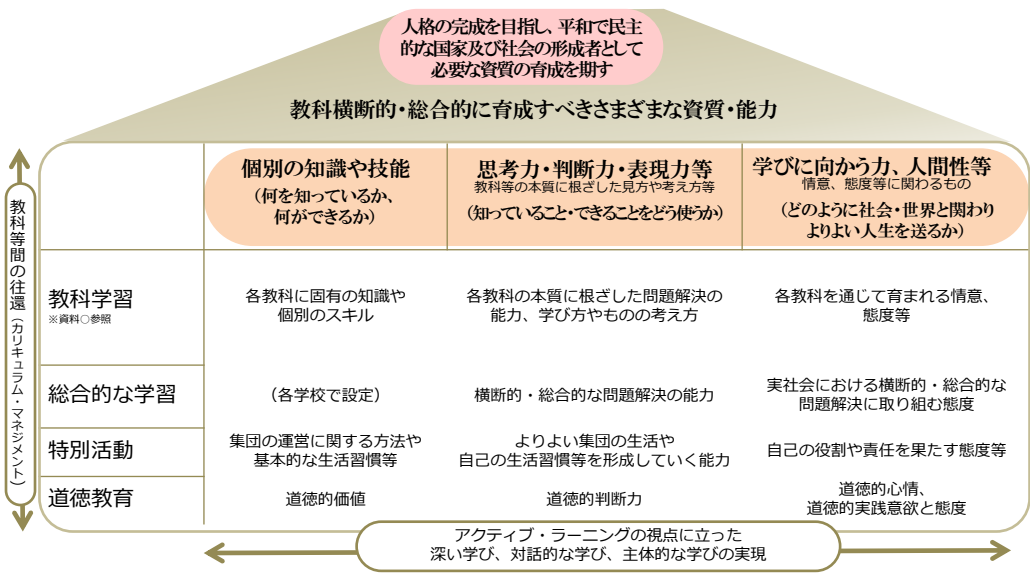 人格の完成を目指し、平和で民主
的な国家及び社会の形成者として
必要な資質の育成を期す
教科横断的・総合的に育成すべきさまざまな資質・能力
個別の知識や技能
(何を知っているか、
何ができるか)
思考力・判断力・表現力等
教科等の本質に根ざした見方や考え方等
(知っていること・できることをどう使うか)
学びに向かう力、人間性等
情意、態度等に関わるもの
(どのように社会・世界と関わり
よりよい人生を送るか)
教科等間の往還(カリキュラム・マネジメント)
教科学習
※資料○参照
各教科に固有の知識や
個別のスキル
各教科の本質に根ざした問題解決の
能力、学び方やものの考え方
各教科を通じて育まれる情意、
態度等
総合的な学習
(各学校で設定)
横断的・総合的な問題解決の能力
実社会における横断的・総合的な
問題解決に取り組む態度
特別活動
集団の運営に関する方法や
基本的な生活習慣等
よりよい集団の生活や
自己の生活習慣等を形成していく能力
自己の役割や責任を果たす態度等
道徳教育
道徳的価値
道徳的判断力
道徳的心情、
道徳的実践意欲と態度
アクティブ・ラーニングの視点に立った
深い学び、対話的な学び、主体的な学びの実現